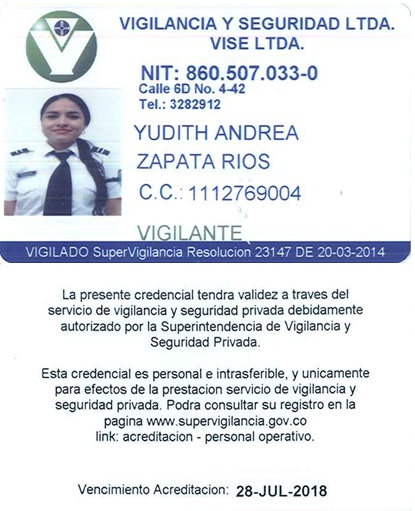 VIGILANCIA Y SEGURIDAD LTDA.
VISE LTDA.
NIT: 860.507.033-0
Calle 6D No. 4-42
Tel.: 3282912
YUDITH ANDREA
ZAPATA RIOS
C.C.: 1112769004
VIGILANTE
VIGILADO SuperVigilancia Resolucion 23147 DE 20-03-2014
La presente credencial tendra validez a traves del
servicio de vigilancia y seguridad privada debidamente
autorizado por la Superintendencia de Vigilancia y
Seguridad Privada.
Esta credencial es personal e intrasferible, y unicamente
para efectos de la prestacion servicio de vigilancia y
seguridad privada. Podra consultar su registro en la
pagina www.supervigilancia.gov.co
link: acreditacion - personal operativo.
Vencimiento Acreditacion: 28-JUL-2018